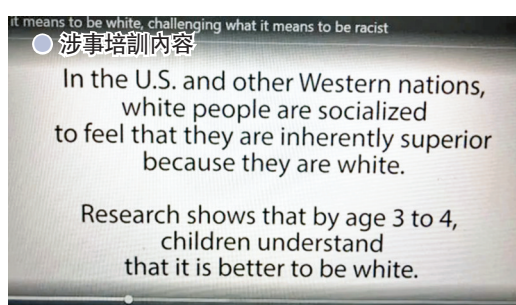 it means to be white, challenging what it means to be racist
涉事培訓內容
In the U.S. and other Western nations,
white people are socialized
to feel that they are inherently superior
because they are white.
Research shows that by age 3 to 4,
children understand
that it is better to be white.